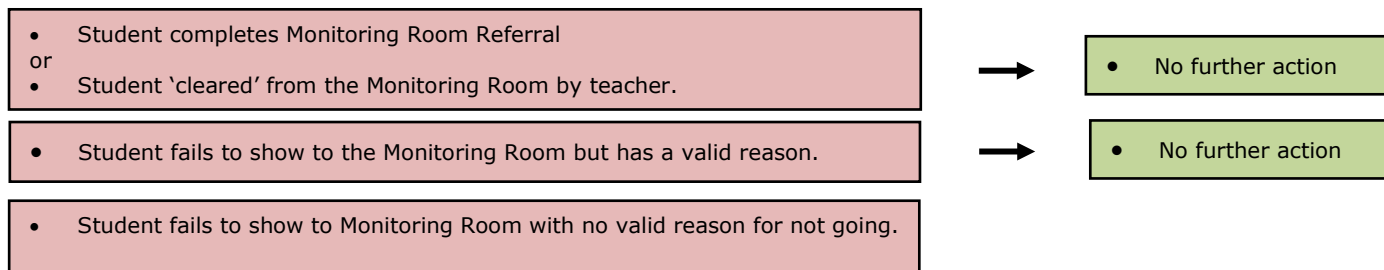 • Student completes Monitoring Room Referral
or
• Student ‘cleared’ from the Monitoring Room by teacher.
• No further action
• Student fails to show to the Monitoring Room but has a valid reason.
• No further action
• Student fails to show to Monitoring Room with no valid reason for not going.